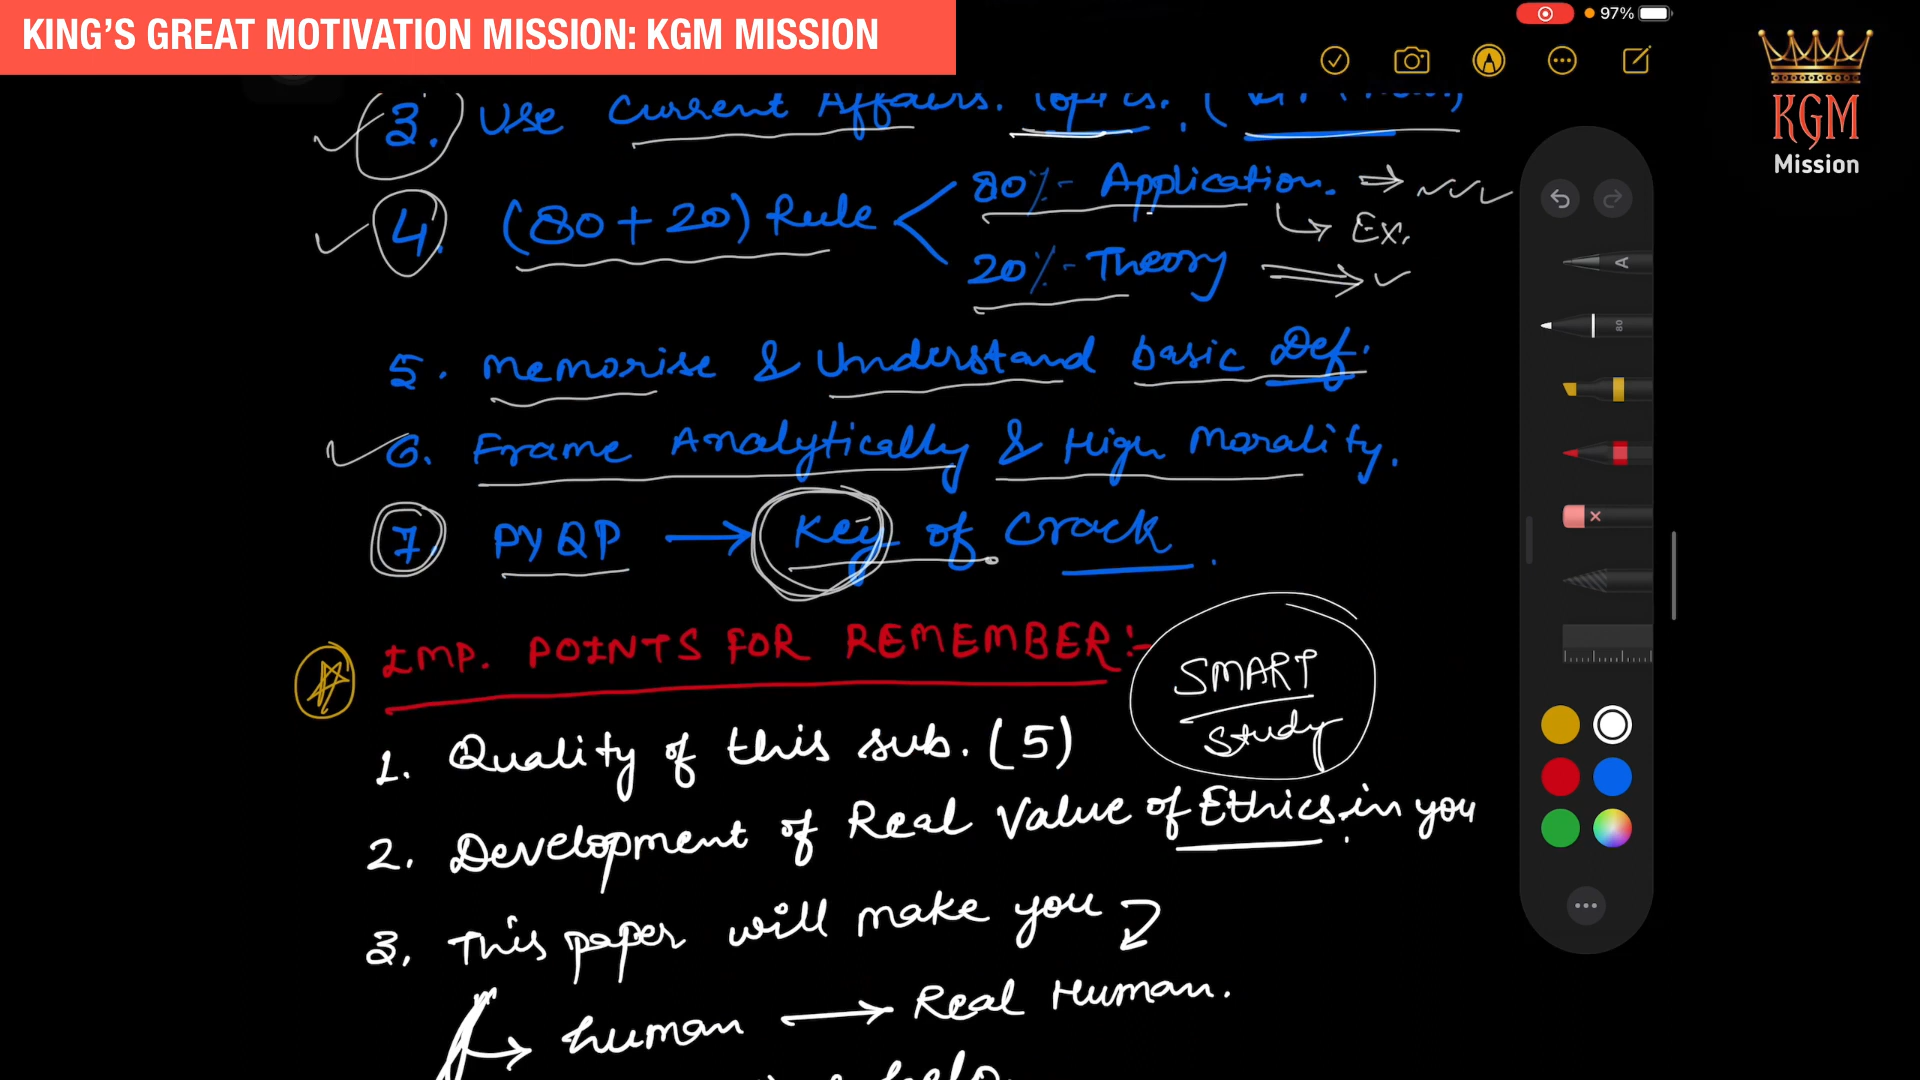 KING'S GREAT MOTIVATION MISSION: KGM MISSION
97%
KGM
Mission
3. Use Current Affairs. Topics. (
4. (80+20) Rule
80%- Application. →
Ex.
20%- Theory
5. Memorise & Understand basic Def.
6. Frame Analytically & High Morality.
7. PYQP → Key of Crack.
IMP. POINTS FOR REMEMBER:-
SMART
Study
1. Quality of this sub. (5)
2. Development of Real Value of Ethics. in you
3. This paper will make you
→ human → Real Human.
A
80